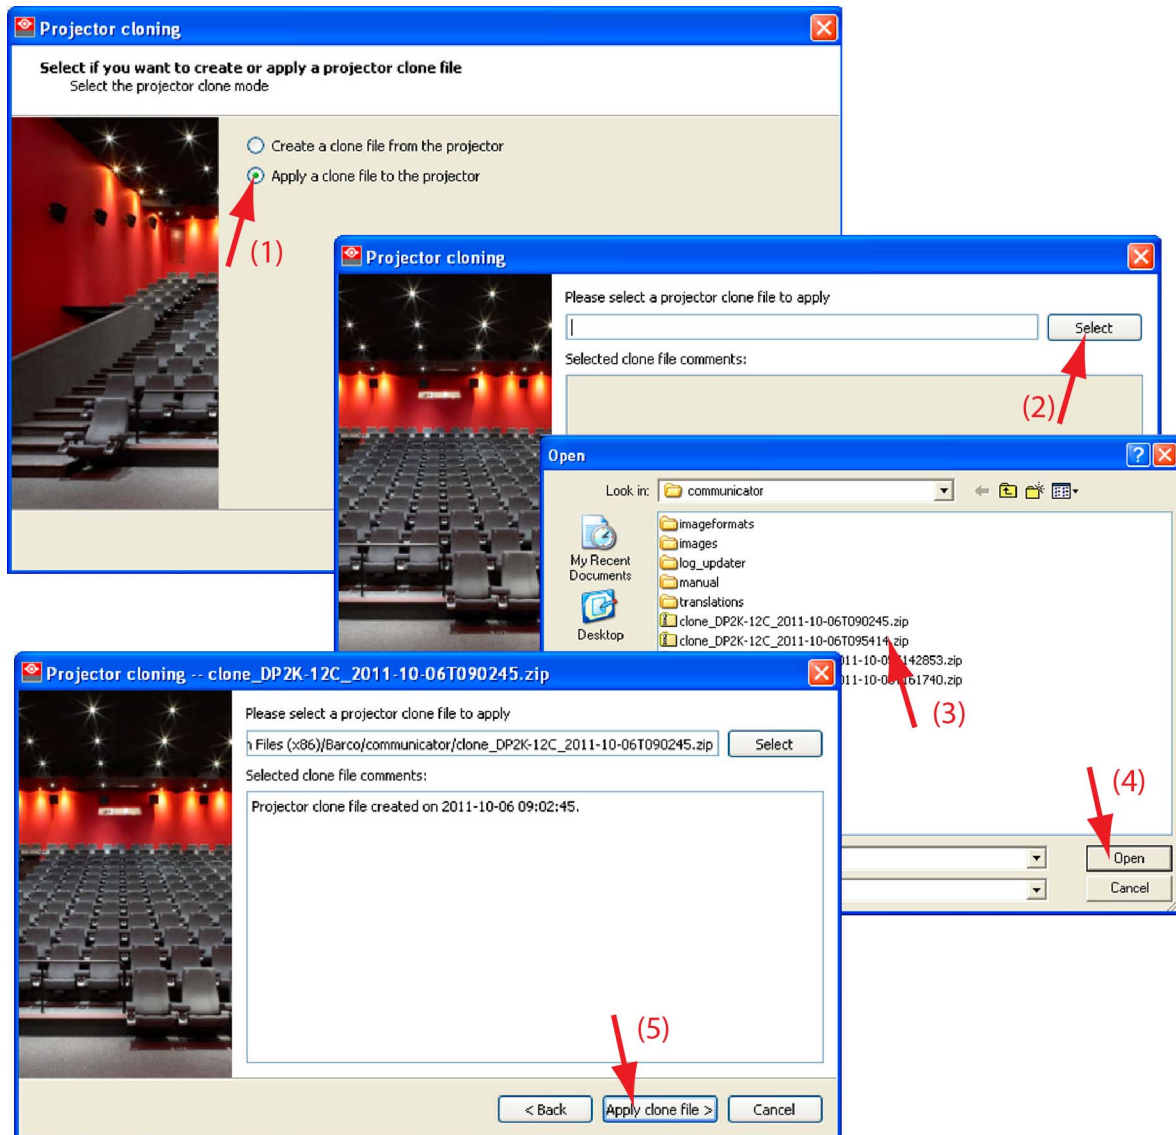 Projector cloning
Select if you want to create or apply a projector clone file
Select the projector clone mode
Create a clone file from the projector
Apply a clone file to the projector
(1)
Projector cloning
Please select a projector clone file to apply
Select
Selected clone file comments:
(2)
Open
Look in:
communicator
My Recent
Documents
Desktop
imageformats
images
log_updater
manual
translations
clone_DP2K-12C_2011-10-06T090245.zip
clone_DP2K-12C_2011-10-06T095414.zip
(3)
(4)
Open
Cancel
Projector cloning -- clone_DP2K-12C_2011-10-06T090245.zip
Please select a projector clone file to apply
Files (x86)/Barco/communicator/clone_DP2K-12C_2011-10-06T090245.zip
Select
Selected clone file comments:
Projector clone file created on 2011-10-06 09:02:45.
(5)
< Back
Apply clone file >
Cancel